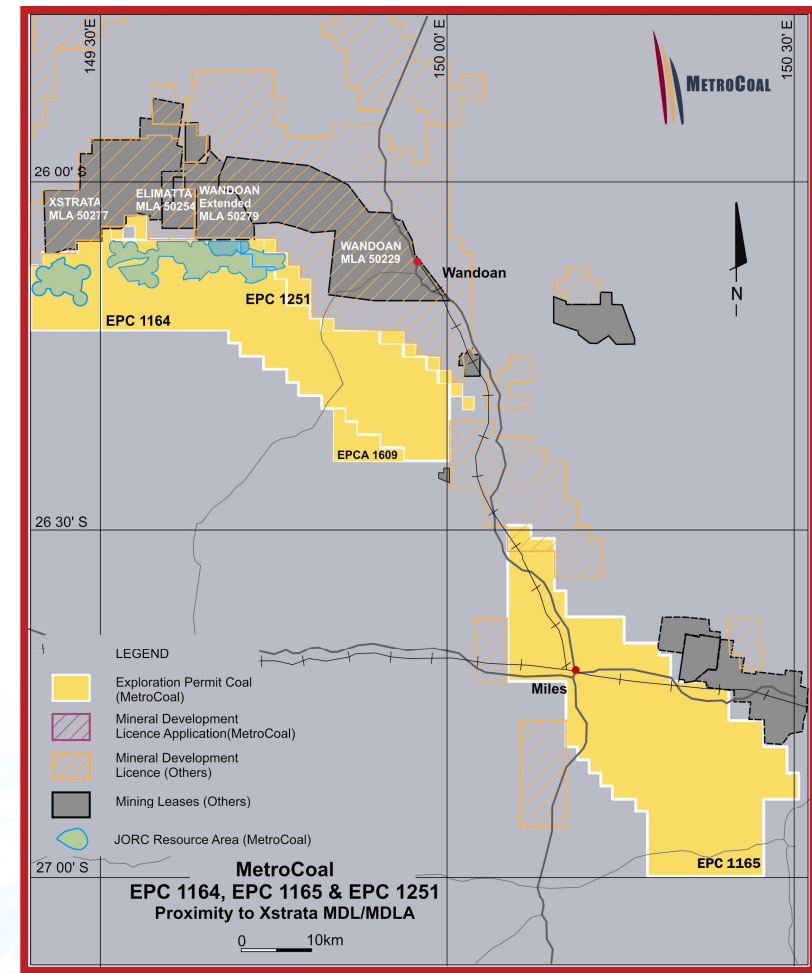 149 30'E
150 00' E
150 30' E
METROCOAL
26 00' S
XSTRATA
MLA 50277
ELIMATTA
MLA 50254
WANDOAN
Extended
MLA 50279
WANDOAN
MLA 50229
Wandoan
N
EPC 1251
EPC 1164
EPCA 1609
26 30' S
LEGEND
Exploration Permit Coal
(MetroCoal)
Mineral Development
Licence Application(MetroCoal)
Mineral Development
Licence (Others)
Mining Leases (Others)
JORC Resource Area (MetroCoal)
Miles
27 00' S
EPC 1165
MetroCoal
EPC 1164, EPC 1165 & EPC 1251
Proximity to Xstrata MDL/MDLA
0 10km